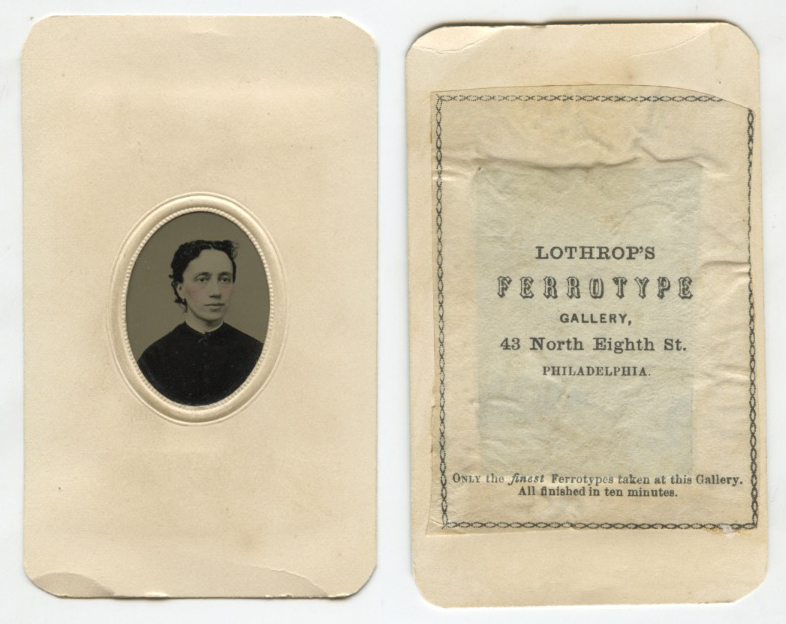 LOTHROP'S
FERROTYPE
GALLERY,
43 North Eighth St.
PHILADELPHIA.
ONLY the finest Ferrotypes taken at this Gallery.
All finished in ten minutes.